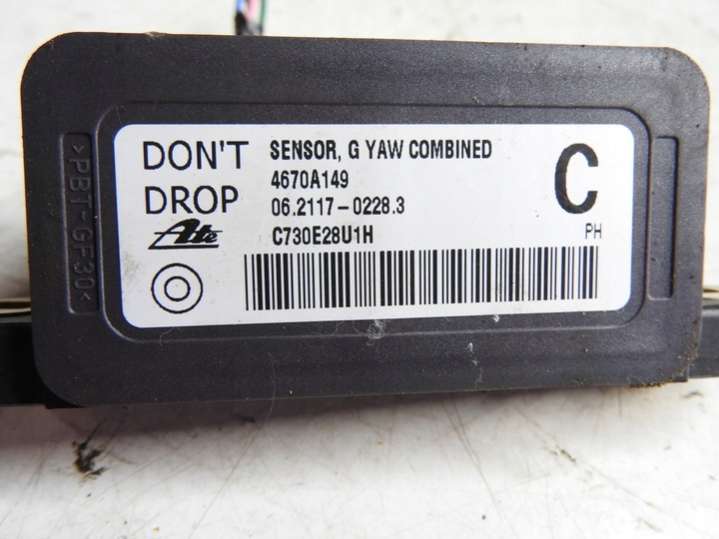 >PBT-GF30<
DON'T
DROP
Ate
SENSOR, G YAW COMBINED
4670A149
06.2117-0228.3
C730E28U1H
C
PH